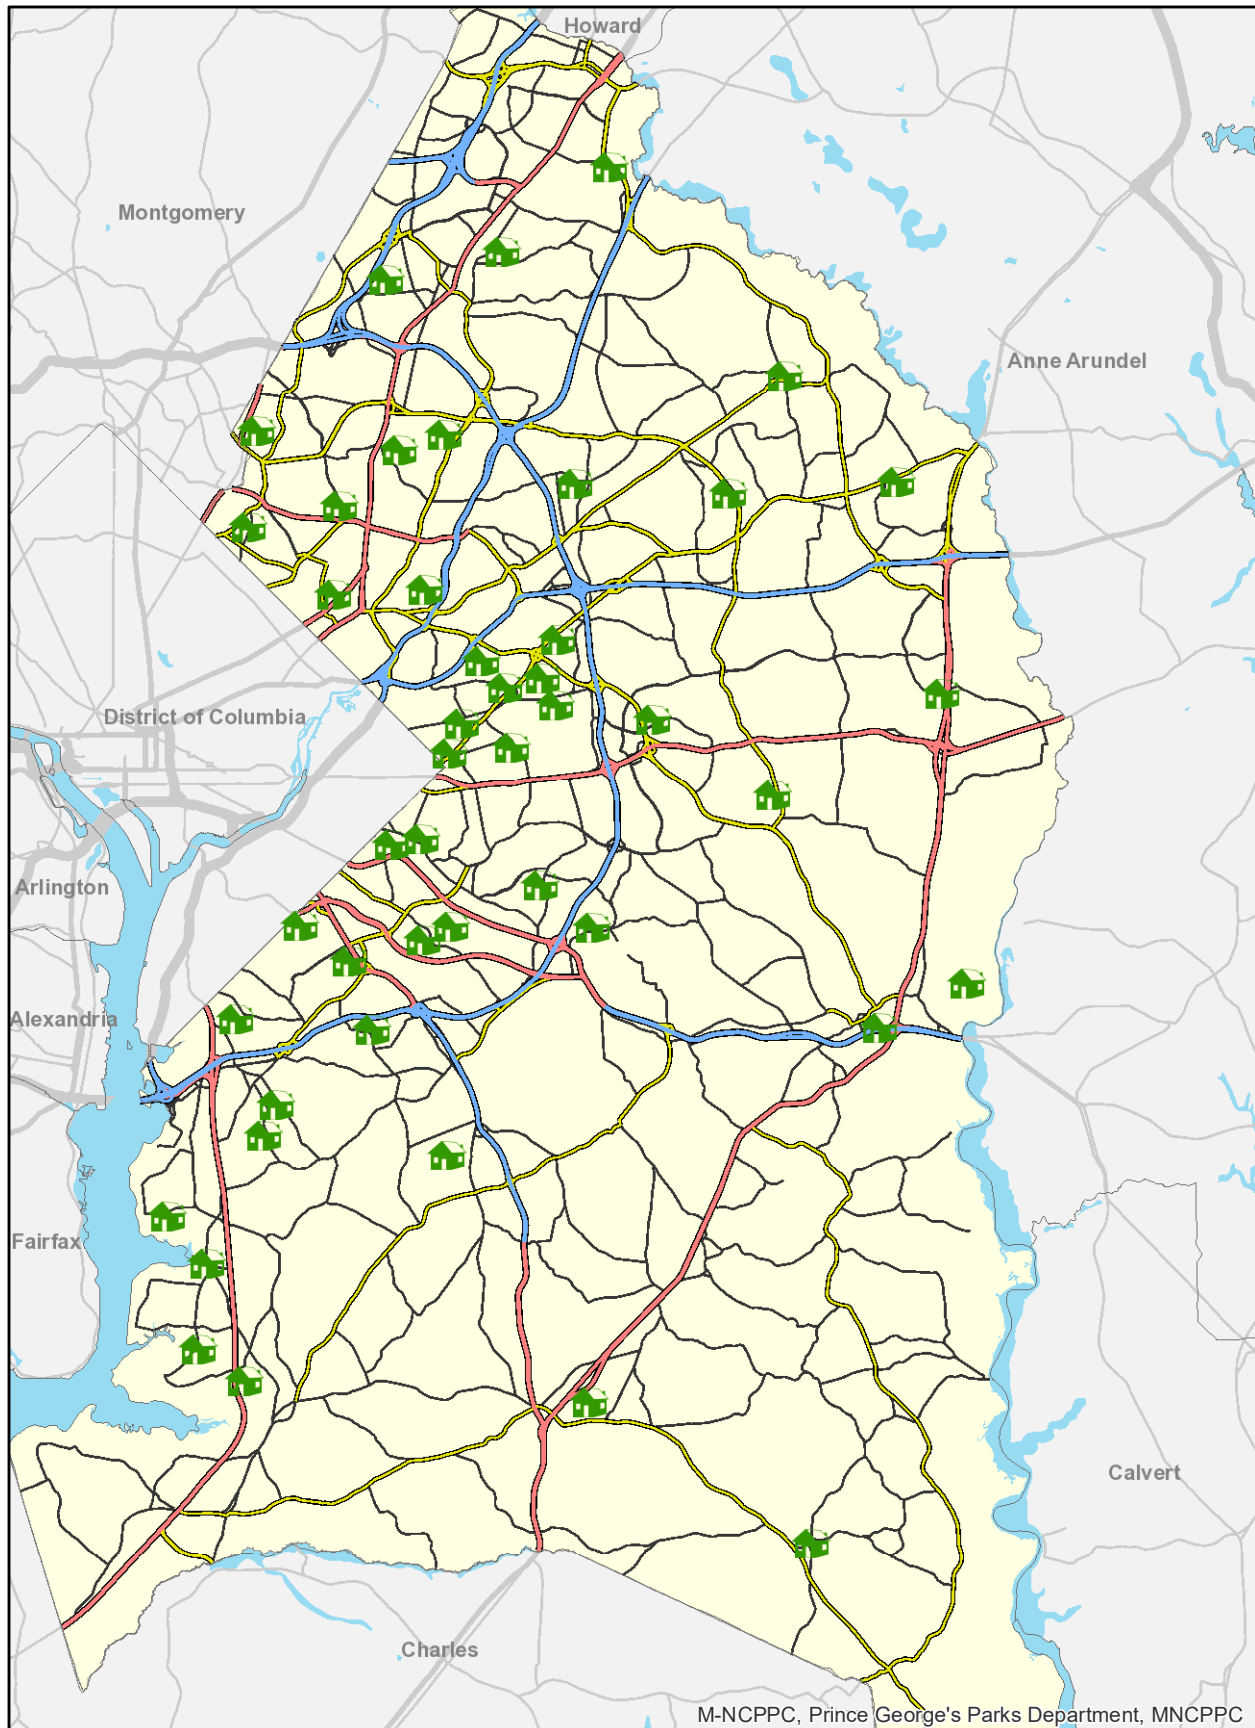 Howard
Montgomery
Anne Arundel
District of Columbia
Arlington
Alexandria
Fairfax
Calvert
Charles
M-NCPPC, Prince George's Parks Department, MNCPPC